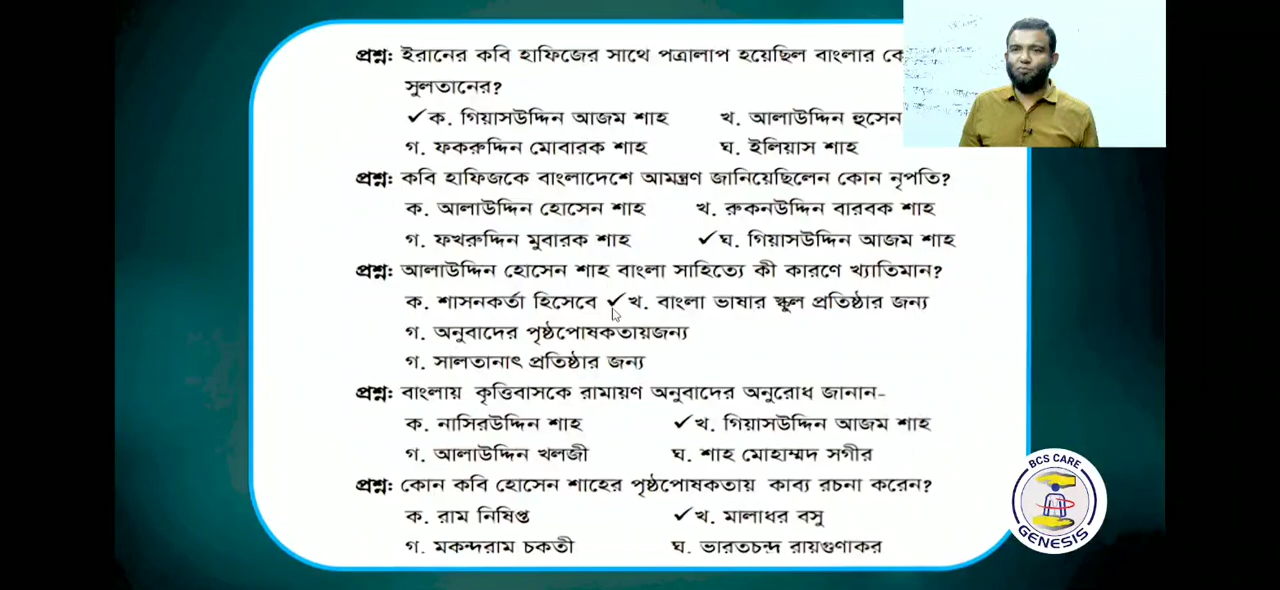 প্রশ্ন: ইরানের কবি হাফিজের সাথে পত্রালাপ হয়েছিল বাংলার
সুলতানের?
✓ক. গিয়াসউদ্দিন আজম শাহ খ. আলাউদ্দিন হুসেন
গ. ফকরুদ্দিন মোবারক শাহ ঘ. ইলিয়াস শাহ
প্রশ্ন: কবি হাফিজকে বাংলাদেশে আমন্ত্রণ জানিয়েছিলেন কোন নৃপতি?
ক. আলাউদ্দিন হোসেন শাহ খ. রুকনউদ্দিন বারবক শাহ
গ. ফখরুদ্দিন মুবারক শাহ ✓ঘ. গিয়াসউদ্দিন আজম শাহ
প্রশ্ন: আলাউদ্দিন হোসেন শাহ বাংলা সাহিত্যে কী কারণে খ্যাতিমান?
ক. শাসনকর্তা হিসেবে ✓খ. বাংলা ভাষার স্কুল প্রতিষ্ঠার জন্য
গ. অনুবাদের পৃষ্ঠপোষকতায়জন্য
গ. সালতানাৎ প্রতিষ্ঠার জন্য
প্রশ্ন: বাংলায় কৃত্তিবাসকে রামায়ণ অনুবাদের অনুরোধ জানান-
ক. নাসিরউদ্দিন শাহ ✓খ. গিয়াসউদ্দিন আজম শাহ
গ. আলাউদ্দিন খলজী ঘ. শাহ মোহাম্মদ সগীর
প্রশ্ন: কোন কবি হোসেন শাহের পৃষ্ঠপোষকতায় কাব্য রচনা করেন?
ক. রাম নিষিপ্ত ✓খ. মালাধর বসু
গ. মকন্দরাম চকতী ঘ. ভারতচন্দ্র রায়গুণাকর
BCS CARE
GENESIS